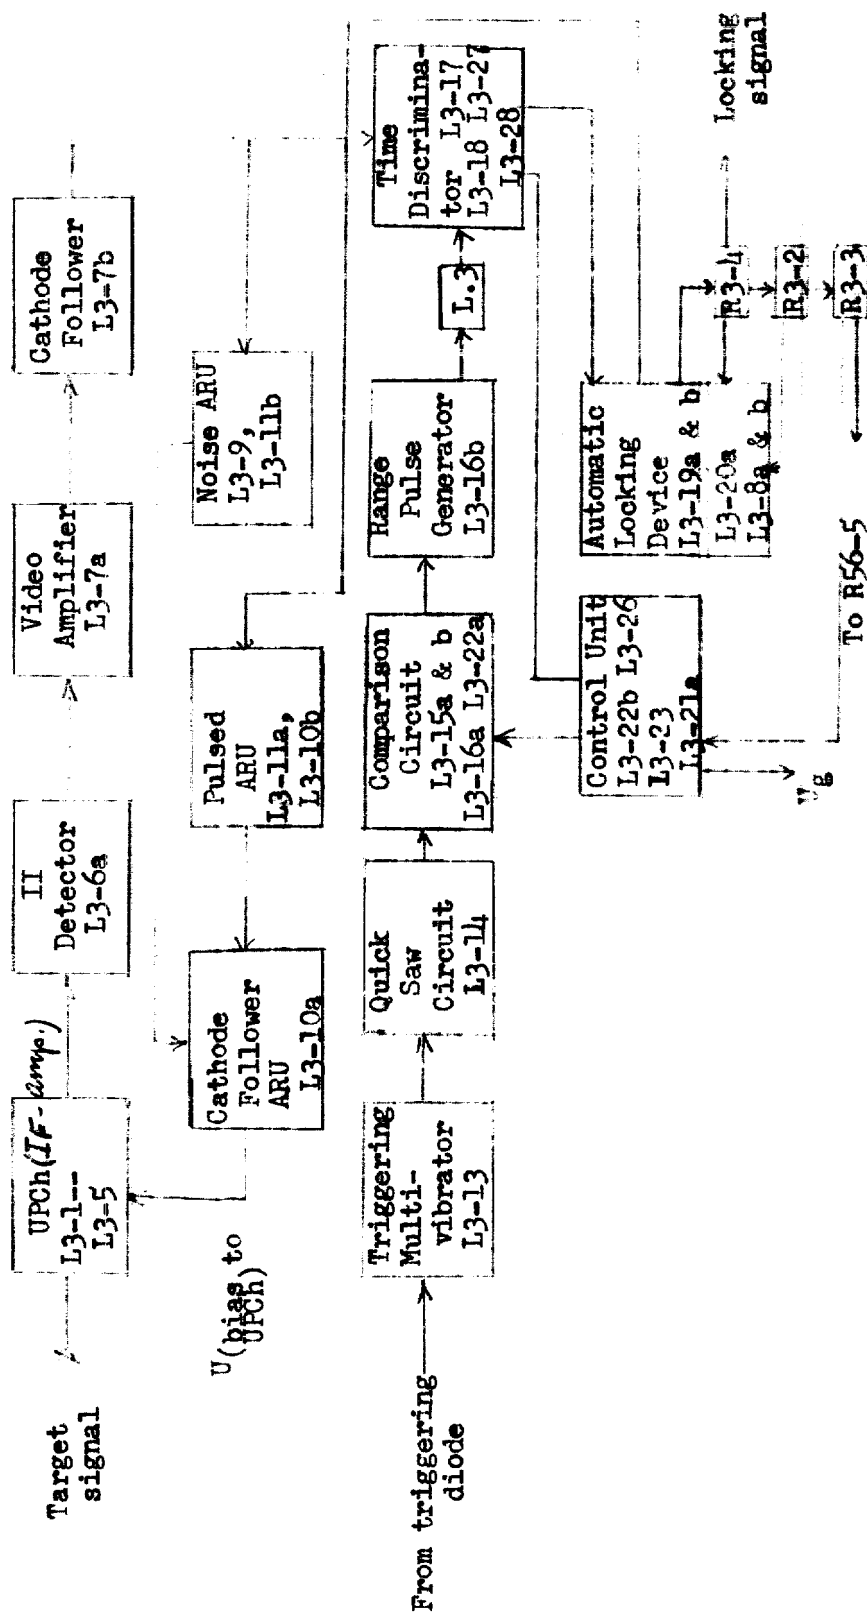 Target
signal
UPCh(IF-amp.)
L3-1--
L3-5
II
Detector
L3-6a
Video
Amplifier
L3-7a
Cathode
Follower
L3-7b
U(bias to
UPCh)
Cathode
Follower
ARU
L3-10a
Pulsed
ARU
L3-11a,
L3-10b
Noise ARU
L3-9,
L3-11b
From triggering
diode
Triggering
Multi-
vibrator
L3-13
Quick
Saw
Circuit
L3-14
Comparison
Circuit
L3-15a & b
L3-16a L3-22a
Range
Pulse
Generator
L3-16b
L.3
Time
Discrimina-
tor L3-17
L3-18 L3-27
L3-28
Control Unit
L3-22b L3-26
L3-23
L3-21a
Automatic
Locking
Device
L3-19a & b
L3-20a
L3-8a & b
R3-4
R3-2
R3-3
Locking
signal
To R56-5